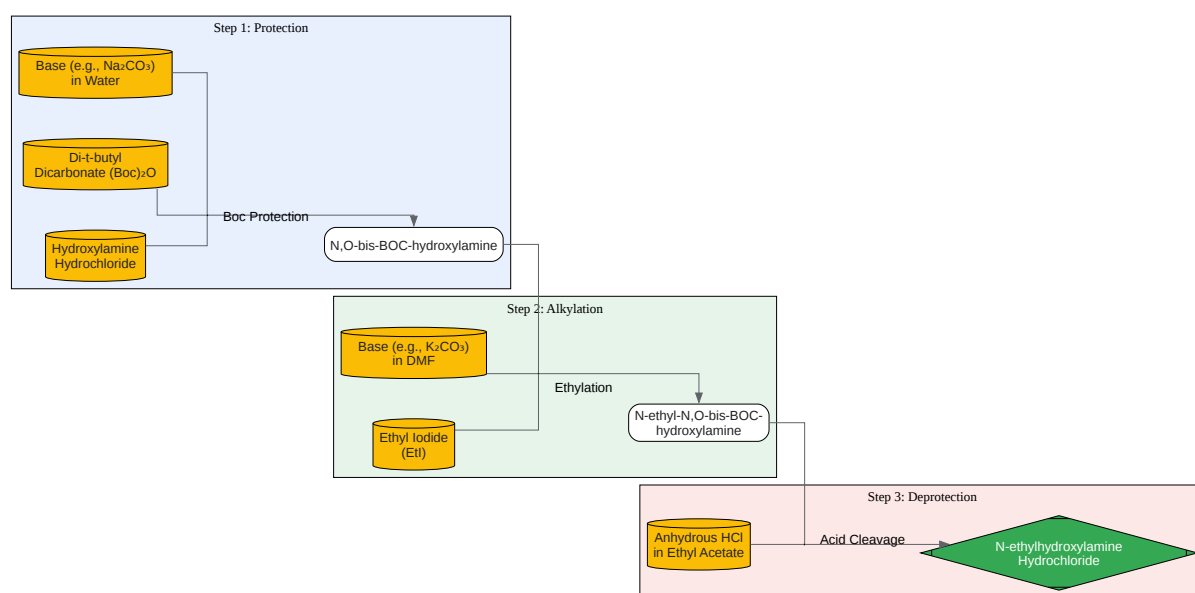 Step 1: Protection
Base (e.g., Na₂CO₃)
in Water
Di-t-butyl
Dicarbonate (Boc)₂O
Boc Protection
Hydroxylamine
Hydrochloride
N,O-bis-BOC-hydroxylamine
Step 2: Alkylation
Base (e.g., K₂CO₃)
in DMF
Ethylation
Ethyl Iodide
(EtI)
N-ethyl-N,O-bis-BOC-
hydroxylamine
Step 3: Deprotection
Anhydrous HCl
in Ethyl Acetate
Acid Cleavage
N-ethylhydroxylamine
Hydrochloride